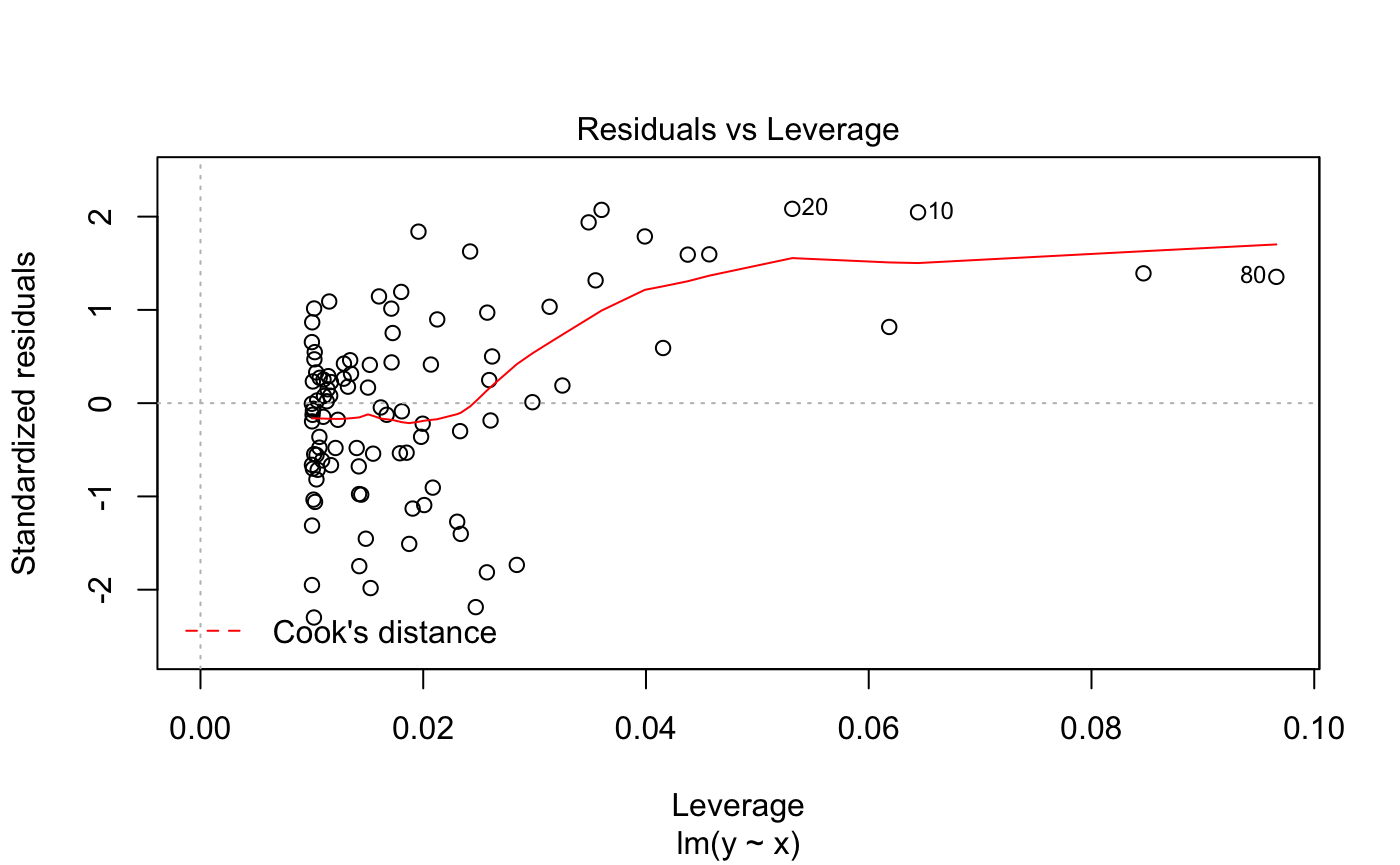 Residuals vs Leverage
Standardized residuals
2
1
0
-1
-2
20
10
80
Cook's distance
0.00 0.02 0.04 0.06 0.08 0.10
Leverage
lm(y ~ x)